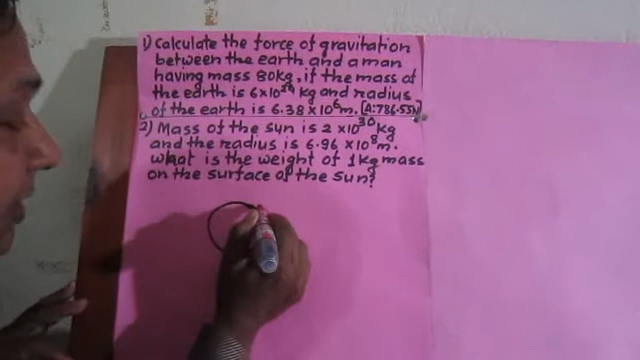 1) Calculate the force of gravitation
between the earth and a man
having mass 80kg, if the mass of
the earth is 6×10²⁴ kg and radius
of the earth is 6.38×10⁶m. [A:786.55N]
2) Mass of the sun is 2×10³⁰kg
and the radius is 6.96×10⁸m.
what is the weight of 1kg mass
on the surface of the sun?